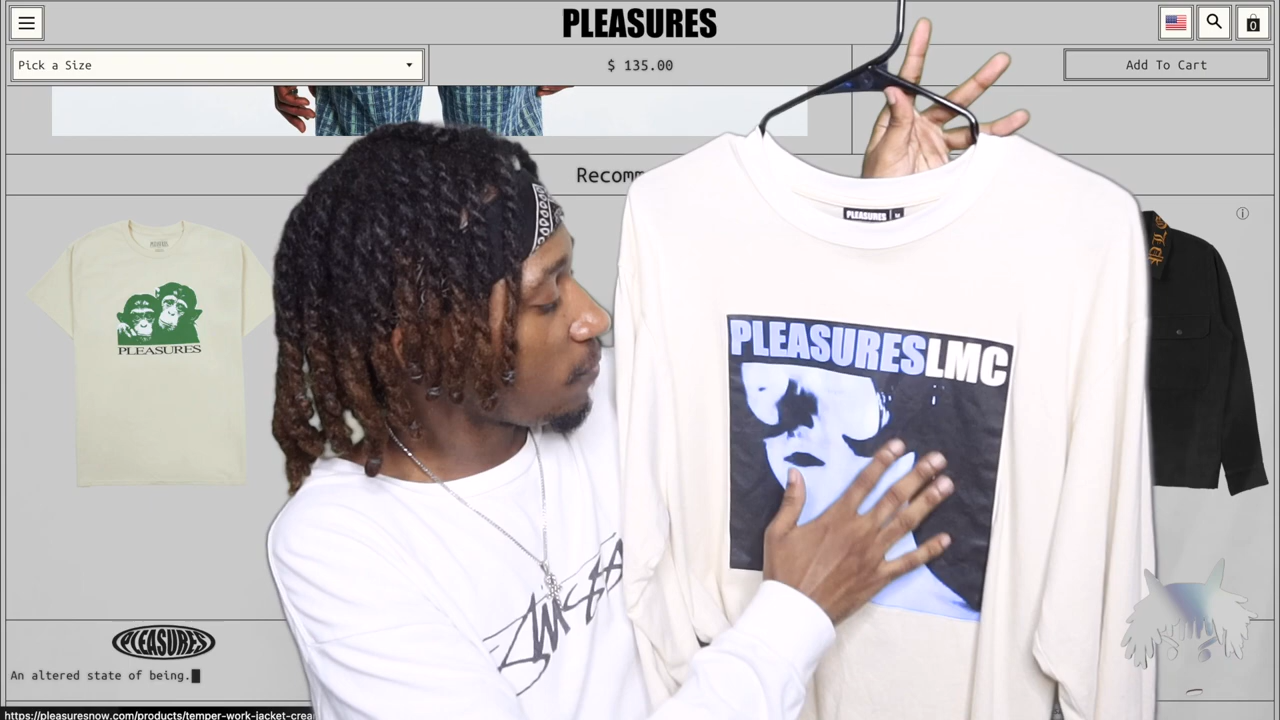 PLEASURES
0
Pick a Size
$ 135.00
Add To Cart
Recomm
PLEASURES M
PLEASURESLMC
PLEASURES
PLEASURES
An altered state of being.
https://pleasuresnow.com/products/temper-work-jacket-crea